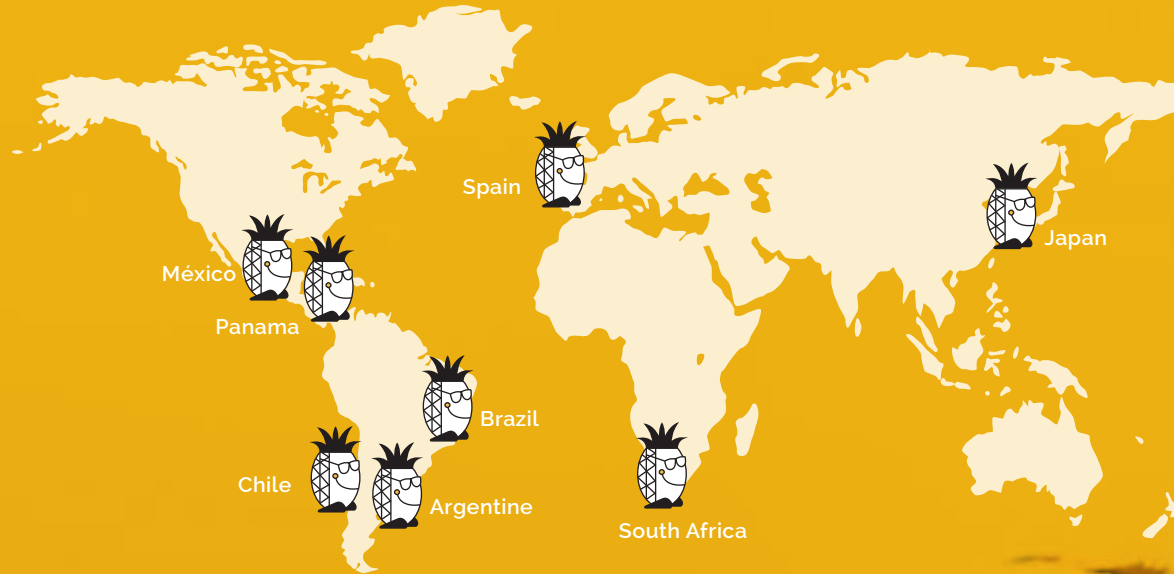 Spain
Japan
México
Panama
Brazil
Chile
Argentine
South Africa